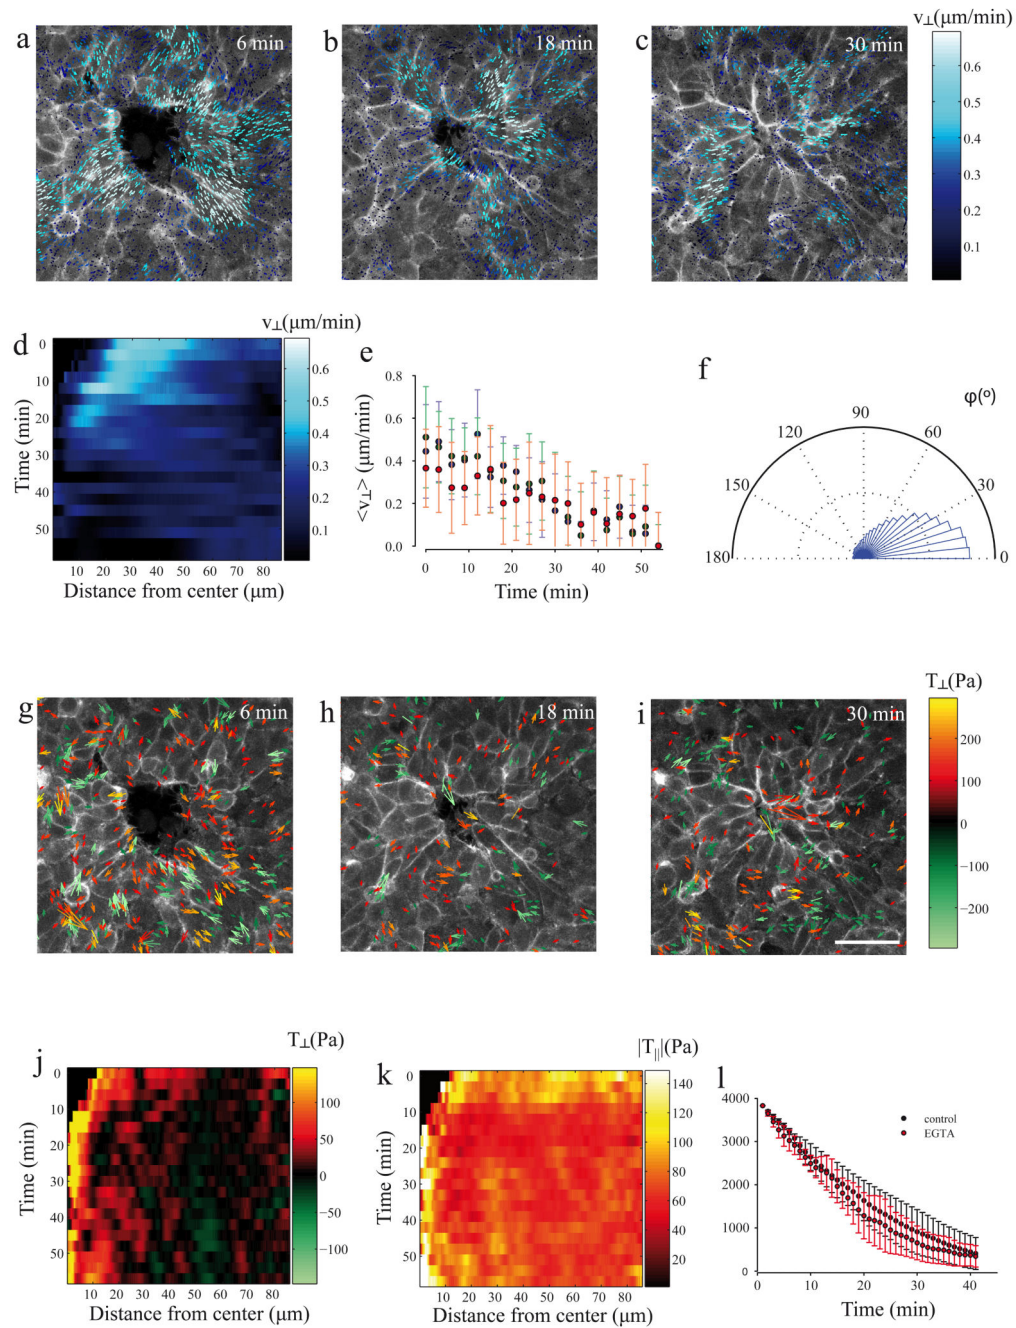 a
6 min
b
18 min
c
30 min
v⊥(μm/min)
0.6
0.5
0.4
0.3
0.2
0.1
d
v⊥(μm/min)
0
10
20
30
40
50
Time (min)
10 20 30 40 50 60 70 80
Distance from center (μm)
0.6
0.5
0.4
0.3
0.2
0.1
e
<v⊥> (μm/min)
0.8
0.6
0.4
0.2
0.0
0 10 20 30 40 50
Time (min)
f
φ(º)
90
120 60
150 30
180 0
g
6 min
h
18 min
i
30 min
T⊥(Pa)
200
100
0
−100
−200
j
T⊥(Pa)
0
10
20
30
40
50
Time (min)
10 20 30 40 50 60 70 80
Distance from center (μm)
100
50
0
−50
−100
k
|T∥|(Pa)
0
10
20
30
40
50
Time (min)
10 20 30 40 50 60 70 80
Distance from center (μm)
140
120
100
80
60
40
20
l
4000
3000
2000
1000
0
0 10 20 30 40
Time (min)
control
EGTA